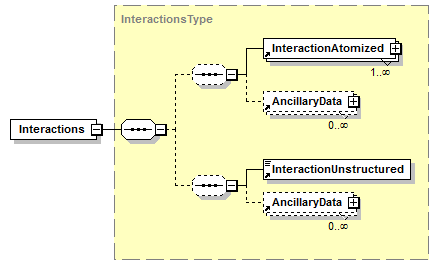 InteractionsType
InteractionAtomized
1..∞
AncillaryData
0..∞
Interactions
InteractionUnstructured
AncillaryData
0..∞